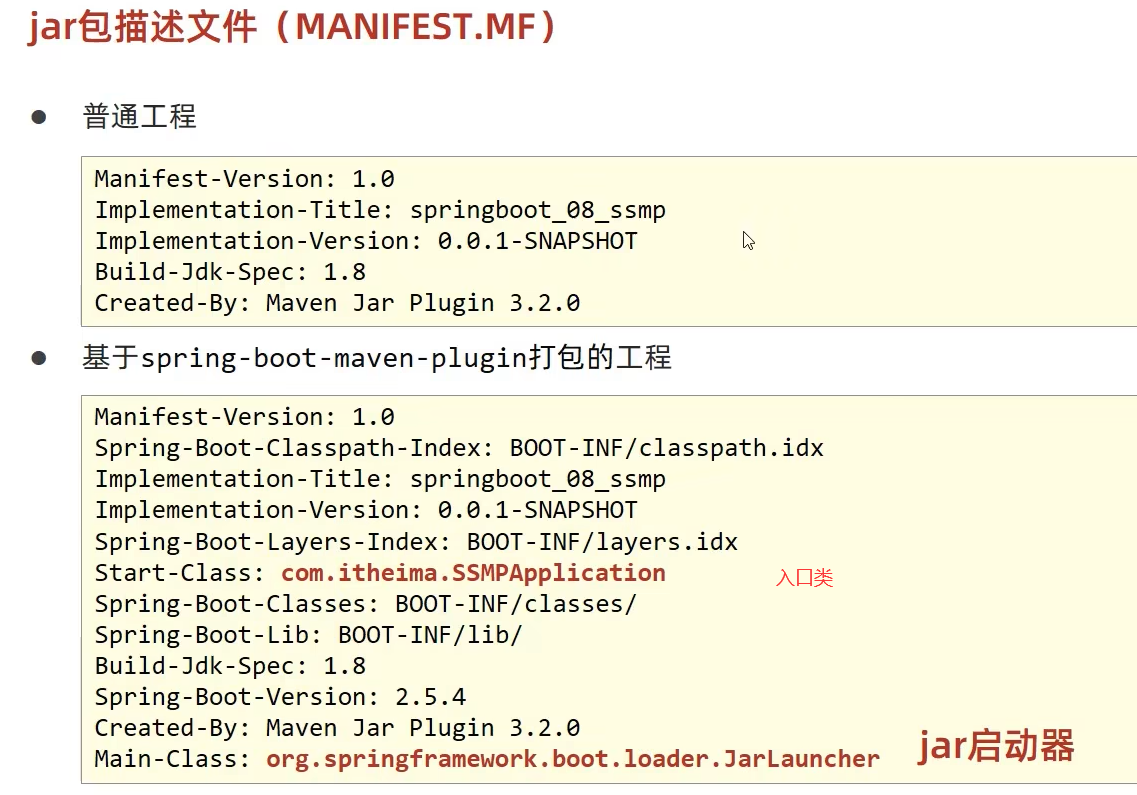 jar包描述文件（MANIFEST.MF）
● 普通工程
Manifest-Version: 1.0
Implementation-Title: springboot_08_ssmp
Implementation-Version: 0.0.1-SNAPSHOT
Build-Jdk-Spec: 1.8
Created-By: Maven Jar Plugin 3.2.0
● 基于spring-boot-maven-plugin打包的工程
Manifest-Version: 1.0
Spring-Boot-Classpath-Index: BOOT-INF/classpath.idx
Implementation-Title: springboot_08_ssmp
Implementation-Version: 0.0.1-SNAPSHOT
Spring-Boot-Layers-Index: BOOT-INF/layers.idx
Start-Class: com.itheima.SSMPApplication 入口类
Spring-Boot-Classes: BOOT-INF/classes/
Spring-Boot-Lib: BOOT-INF/lib/
Build-Jdk-Spec: 1.8
Spring-Boot-Version: 2.5.4
Created-By: Maven Jar Plugin 3.2.0
Main-Class: org.springframework.boot.loader.JarLauncher jar启动器